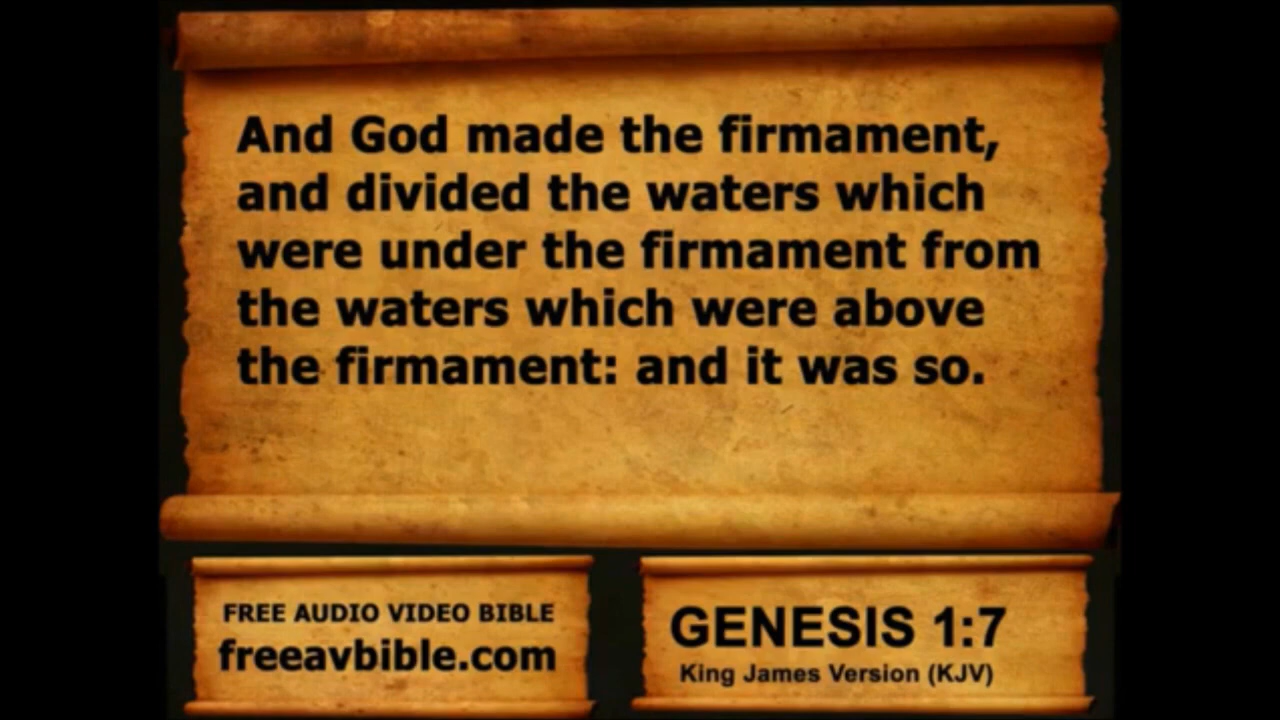 And God made the firmament,
and divided the waters which
were under the firmament from
the waters which were above
the firmament: and it was so.
FREE AUDIO VIDEO BIBLE
freeavbible.com
GENESIS 1:7
King James Version (KJV)